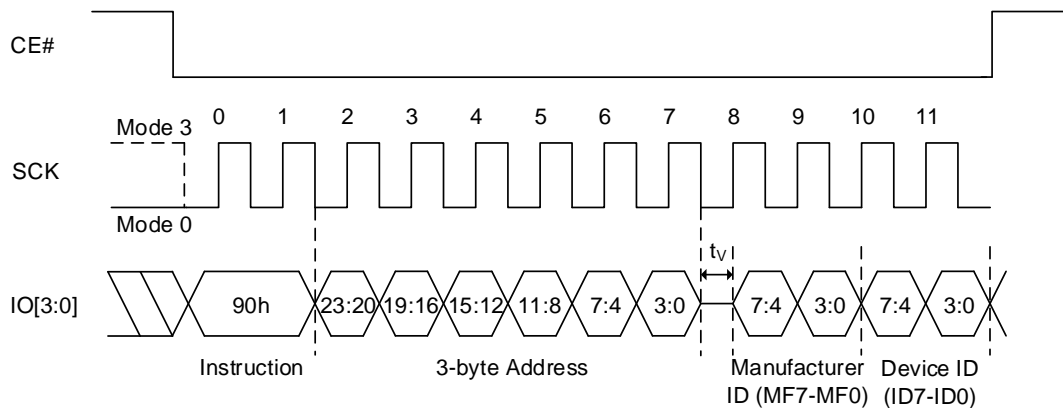 CE#
0 1 2 3 4 5 6 7 8 9 10 11
Mode 3
SCK
Mode 0
tV
IO[3:0] 90h 23:20 19:16 15:12 11:8 7:4 3:0 7:4 3:0 7:4 3:0
Instruction 3-byte Address Manufacturer Device ID
ID (MF7-MF0) (ID7-ID0)